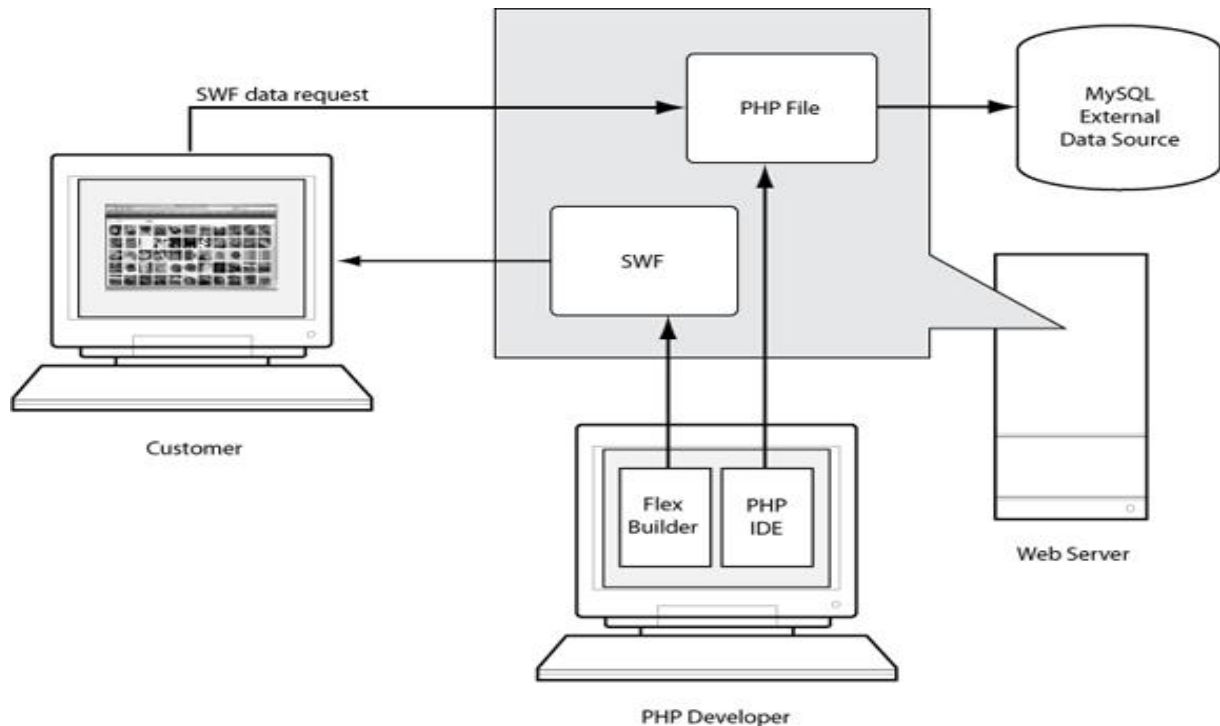 SWF data request
PHP File
MySQL
External
Data Source
SWF
Customer
Flex
Builder
PHP
IDE
Web Server
PHP Developer